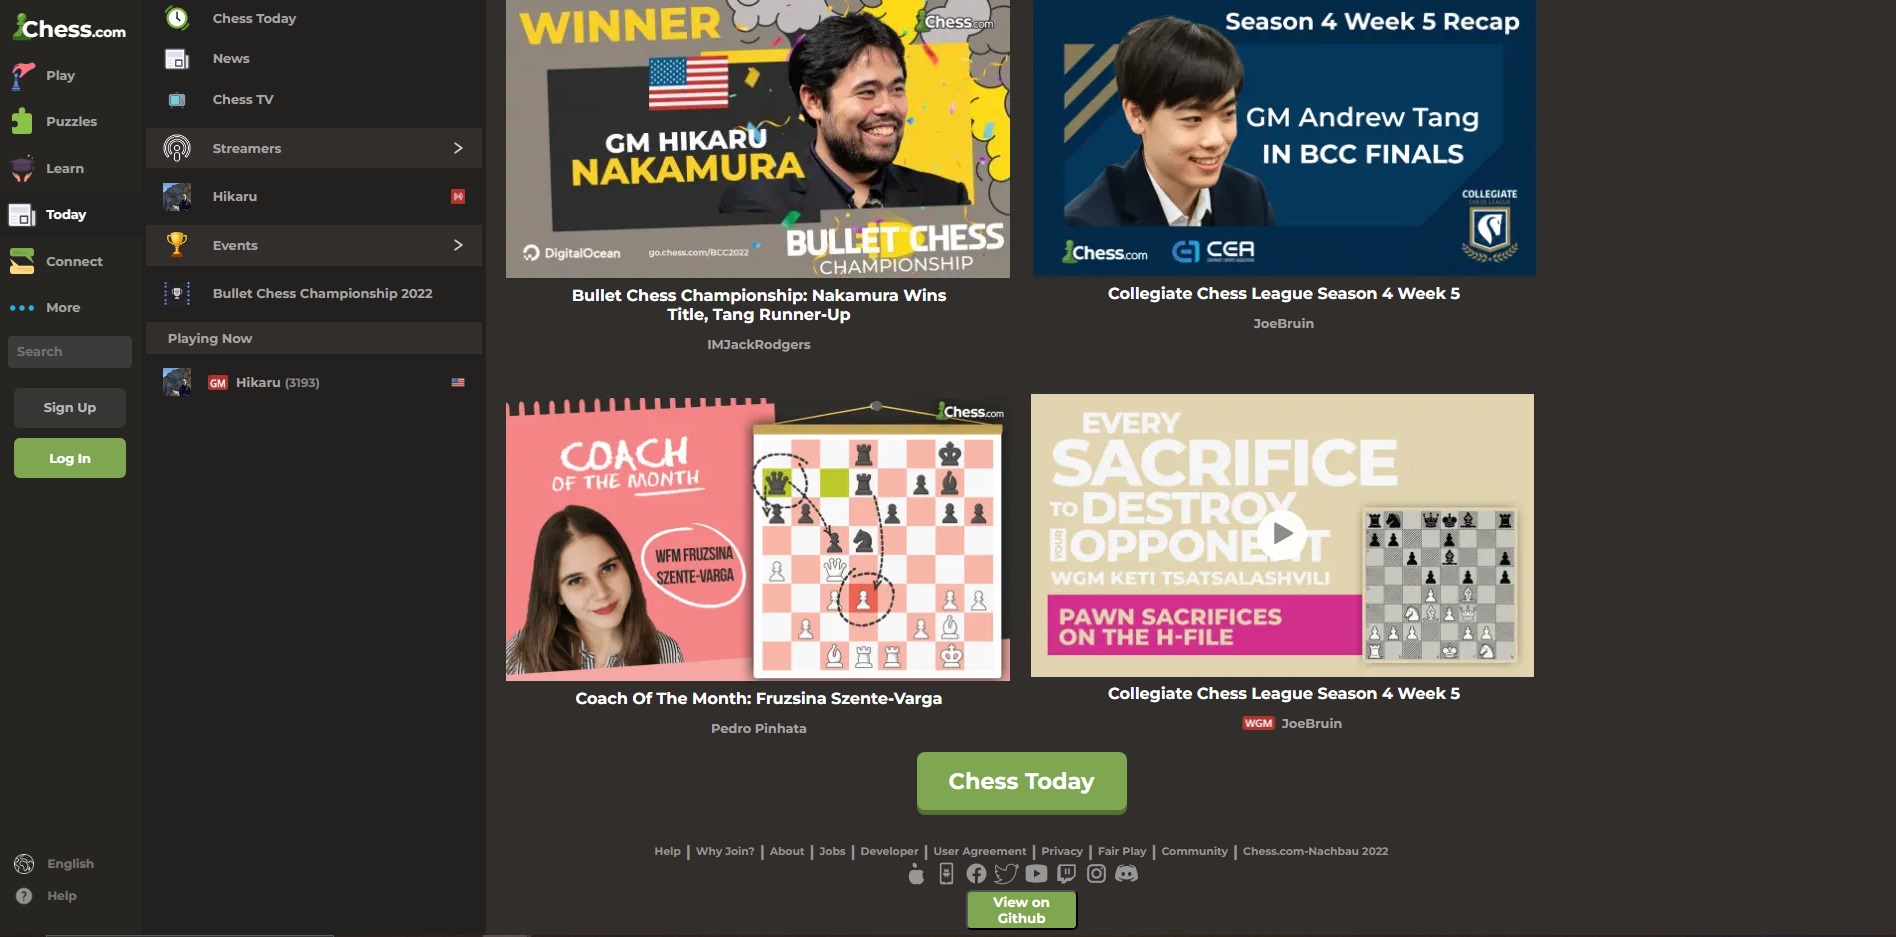 Chess.com
Play
Puzzles
Learn
Today
Connect
More
Search
Sign Up
Log In
English
Help
Chess Today
News
Chess TV
Streamers
Hikaru
Events
Bullet Chess Championship 2022
Playing Now
GM Hikaru (3193)
WINNER
Chess.com
GM HIKARU
NAKAMURA
DigitalOcean
go.chess.com/BCC2022
BULLET CHESS
CHAMPIONSHIP
Bullet Chess Championship: Nakamura Wins
Title, Tang Runner-Up
IMJackRodgers
Season 4 Week 5 Recap
GM Andrew Tang
IN BCC FINALS
COLLEGIATE
CHESS LEAGUE
Chess.com
CEA
Collegiate Chess League Season 4 Week 5
JoeBruin
Chess.com
COACH
OF THE MONTH
WFM FRUZSINA
SZENTE-VARGA
Coach Of The Month: Fruzsina Szente-Varga
Pedro Pinhata
EVERY
SACRIFICE
TO DESTROY
YOUR OPPONENT
WGM KETI TSATSALASHVILI
PAWN SACRIFICES
ON THE H-FILE
Collegiate Chess League Season 4 Week 5
WGM JoeBruin
Chess Today
Help | Why Join? | About | Jobs | Developer | User Agreement | Privacy | Fair Play | Community | Chess.com-Nachbau 2022
View on
Github